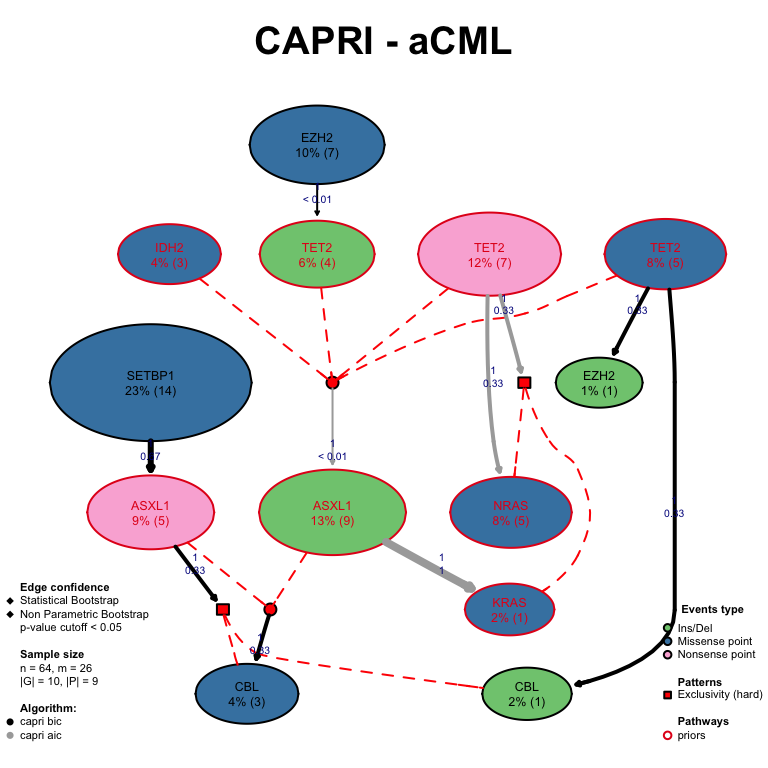 CAPRI - aCML
EZH2
10% (7)
< 0.01
IDH2
4% (3)
TET2
6% (4)
TET2
12% (7)
TET2
8% (5)
1
0.33
1
0.33
1
0.33
SETBP1
23% (14)
EZH2
1% (1)
1
< 0.01
ASXL1
9% (5)
ASXL1
13% (9)
NRAS
8% (5)
1
0.33
1
1
KRAS
2% (1)
0.33
1
CBL
4% (3)
CBL
2% (1)
Edge confidence
Statistical Bootstrap
Non Parametric Bootstrap
p-value cutoff < 0.05
Sample size
n = 64, m = 26
|G| = 10, |P| = 9
Algorithm:
capri bic
capri aic
Events type
Ins/Del
Missense point
Nonsense point
Patterns
Exclusivity (hard)
Pathways
priors